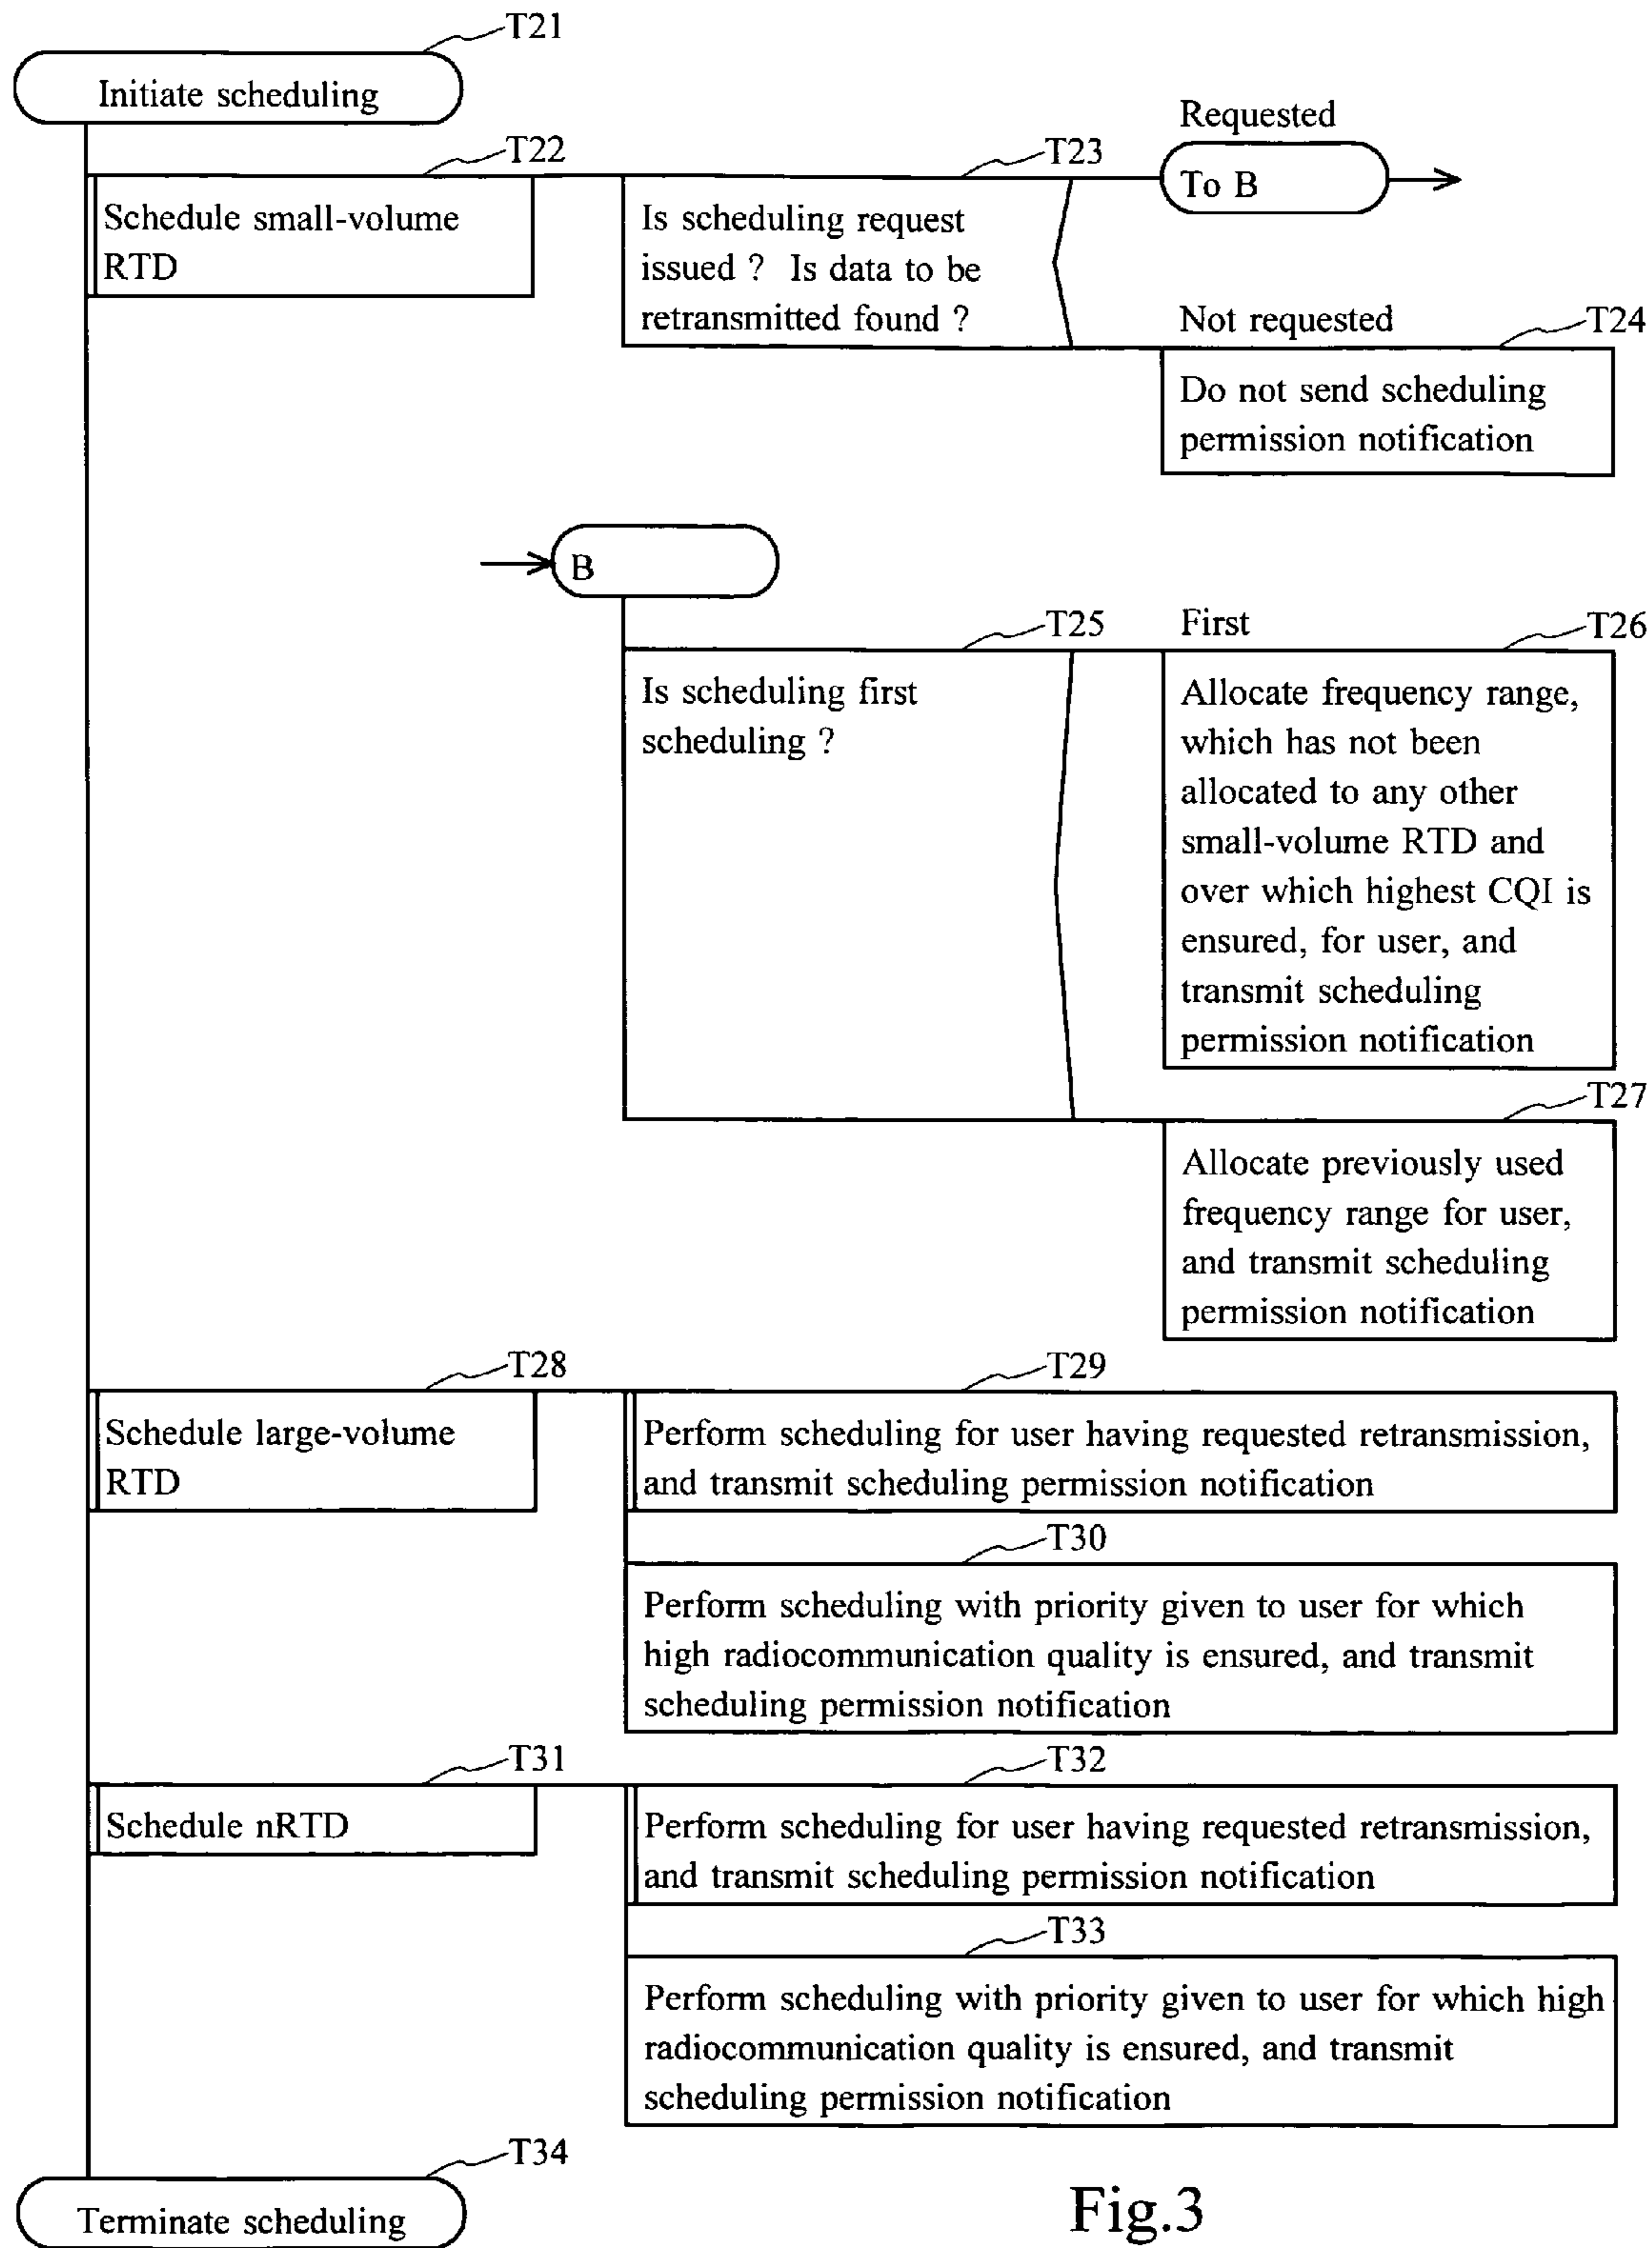 T21
Initiate scheduling
Requested
T22
T23
To B
Schedule small-volume
RTD
Is scheduling request
issued ? Is data to be
retransmitted found ?
Not requested
T24
Do not send scheduling
permission notification
B
T25
First
T26
Is scheduling first
scheduling ?
Allocate frequency range,
which has not been
allocated to any other
small-volume RTD and
over which highest CQI is
ensured, for user, and
transmit scheduling
permission notification
T27
Allocate previously used
frequency range for user,
and transmit scheduling
permission notification
T28
T29
Schedule large-volume
RTD
Perform scheduling for user having requested retransmission,
and transmit scheduling permission notification
T30
Perform scheduling with priority given to user for which
high radiocommunication quality is ensured, and transmit
scheduling permission notification
T31
T32
Schedule nRTD
Perform scheduling for user having requested retransmission,
and transmit scheduling permission notification
T33
Perform scheduling with priority given to user for which high
radiocommunication quality is ensured, and transmit
scheduling permission notification
T34
Terminate scheduling
Fig.3